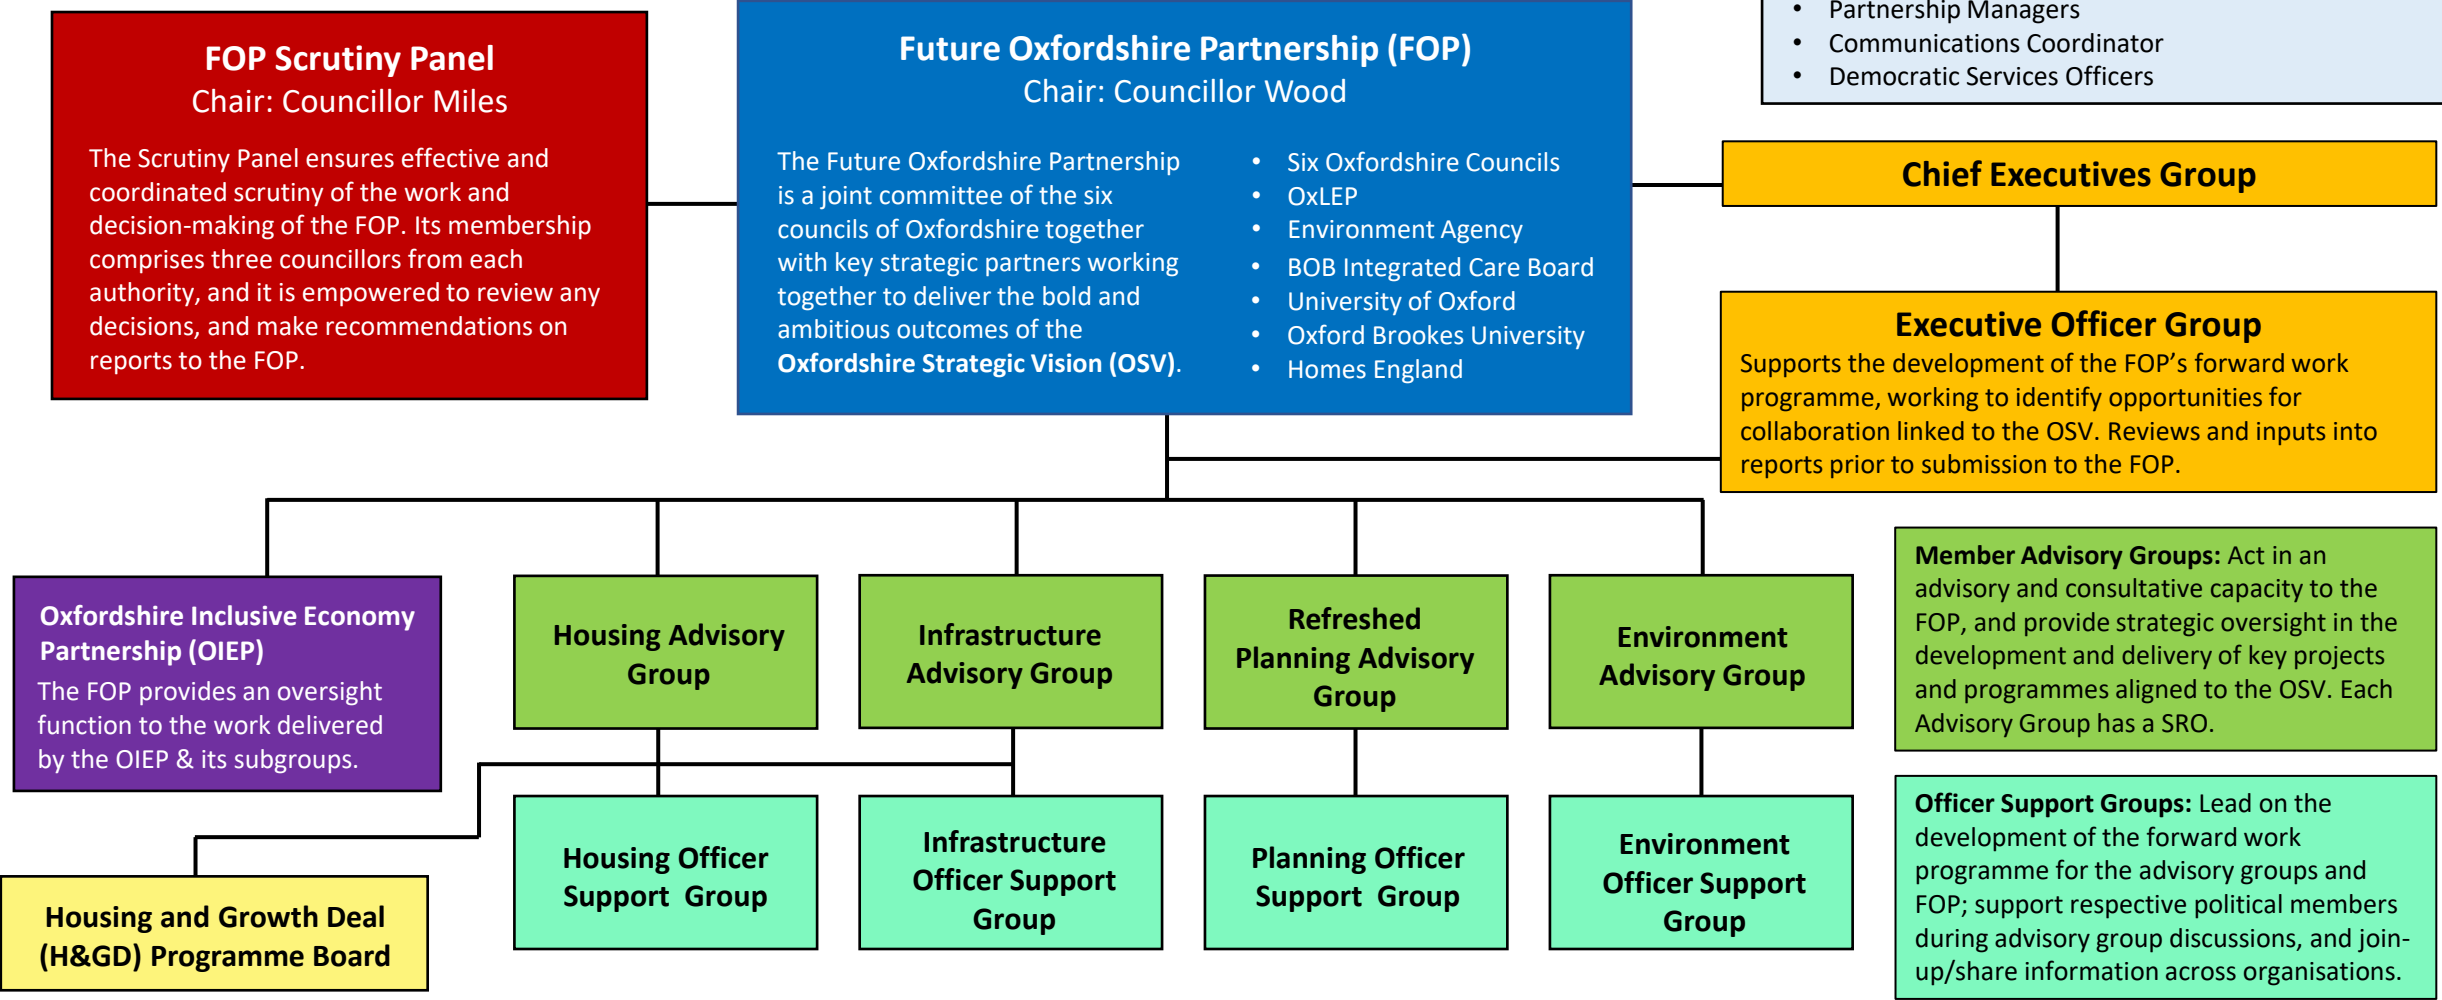 FOP Scrutiny Panel
Chair: Councillor Miles
The Scrutiny Panel ensures effective and
coordinated scrutiny of the work and
decision-making of the FOP. Its membership
comprises three councillors from each
authority, and it is empowered to review any
decisions, and make recommendations on
reports to the FOP.
Future Oxfordshire Partnership (FOP)
Chair: Councillor Wood
The Future Oxfordshire Partnership
is a joint committee of the six
councils of Oxfordshire together
with key strategic partners working
together to deliver the bold and
ambitious outcomes of the
Oxfordshire Strategic Vision (OSV).
• Six Oxfordshire Councils
• OxLEP
• Environment Agency
• BOB Integrated Care Board
• University of Oxford
• Oxford Brookes University
• Homes England
• Partnership Managers
• Communications Coordinator
• Democratic Services Officers
Chief Executives Group
Executive Officer Group
Supports the development of the FOP’s forward work
programme, working to identify opportunities for
collaboration linked to the OSV. Reviews and inputs into
reports prior to submission to the FOP.
Oxfordshire Inclusive Economy
Partnership (OIEP)
The FOP provides an oversight
function to the work delivered
by the OIEP & its subgroups.
Housing Advisory
Group
Infrastructure
Advisory Group
Refreshed
Planning Advisory
Group
Environment
Advisory Group
Member Advisory Groups: Act in an
advisory and consultative capacity to the
FOP, and provide strategic oversight in the
development and delivery of key projects
and programmes aligned to the OSV. Each
Advisory Group has a SRO.
Housing and Growth Deal
(H&GD) Programme Board
Housing Officer
Support Group
Infrastructure
Officer Support
Group
Planning Officer
Support Group
Environment
Officer Support
Group
Officer Support Groups: Lead on the
development of the forward work
programme for the advisory groups and
FOP; support respective political members
during advisory group discussions, and join-
up/share information across organisations.